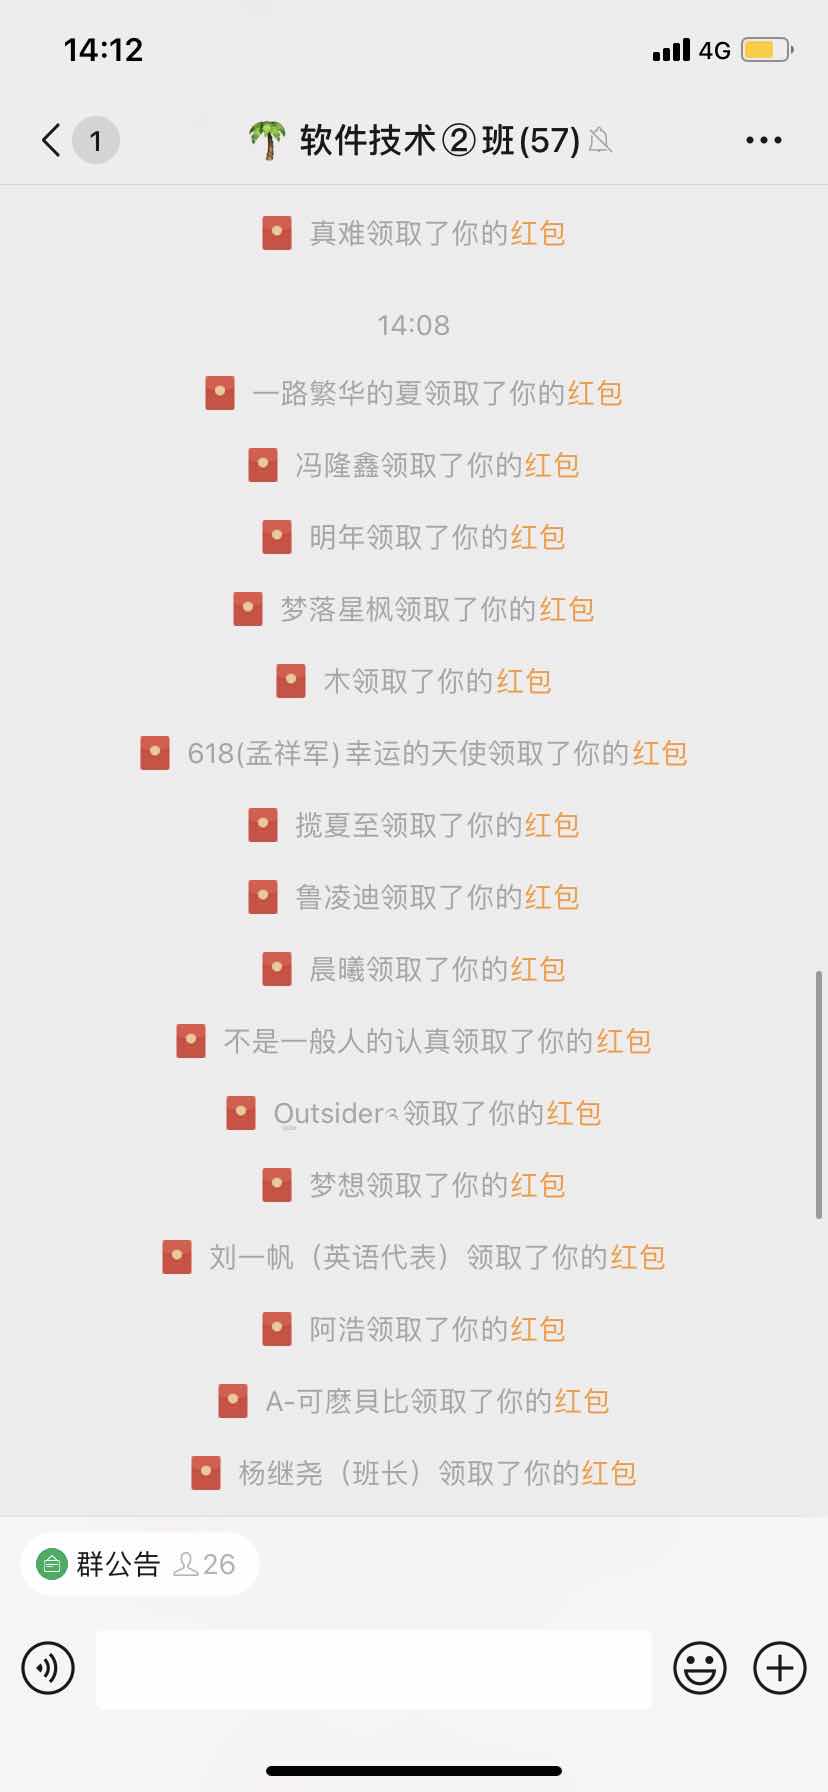 14:12
4G
1
🌴 软件技术②班(57)
真难领取了你的红包
14:08
一路繁华的夏领取了你的红包
冯隆鑫领取了你的红包
明年领取了你的红包
梦落星枫领取了你的红包
木领取了你的红包
618(孟祥军)幸运的天使领取了你的红包
揽夏至领取了你的红包
鲁凌迪领取了你的红包
晨曦领取了你的红包
不是一般人的认真领取了你的红包
Outsider领取了你的红包
梦想领取了你的红包
刘一帆（英语代表）领取了你的红包
阿浩领取了你的红包
A-可麽貝比领取了你的红包
杨继尧（班长）领取了你的红包
群公告 26